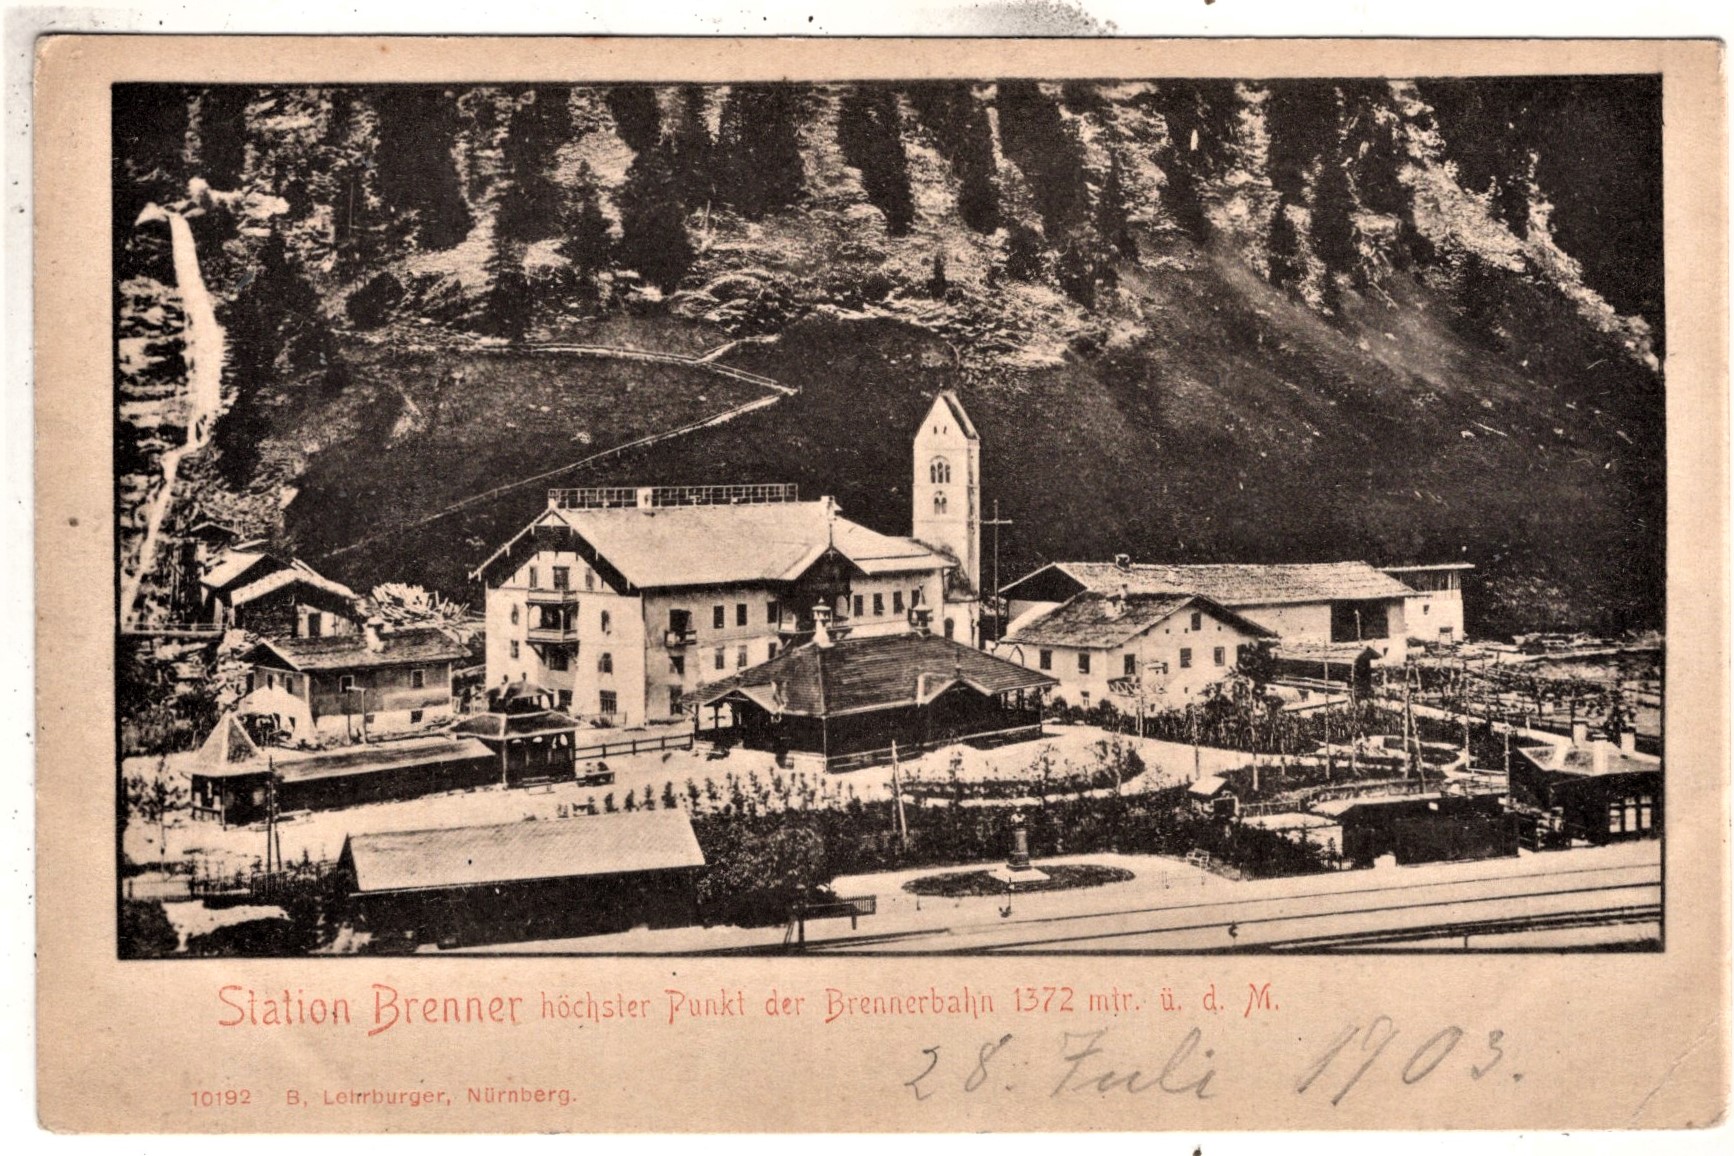 Station Brenner höchster Punkt der Brennerbahn 1372 mtr. ü. d. M.
28. Juli 1903.
10192 B, Lehrburger, Nürnberg.